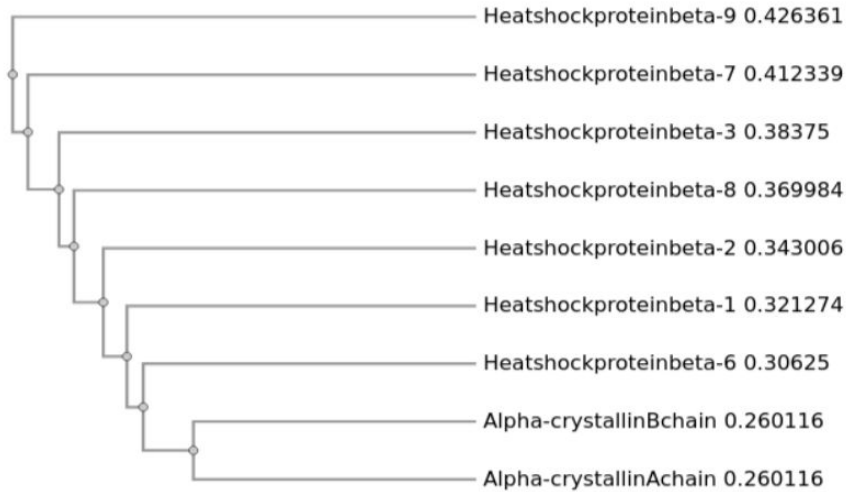 Heatshockproteinbeta-9 0.426361
Heatshockproteinbeta-7 0.412339
Heatshockproteinbeta-3 0.38375
Heatshockproteinbeta-8 0.369984
Heatshockproteinbeta-2 0.343006
Heatshockproteinbeta-1 0.321274
Heatshockproteinbeta-6 0.30625
Alpha-crystallinBchain 0.260116
Alpha-crystallinAchain 0.260116